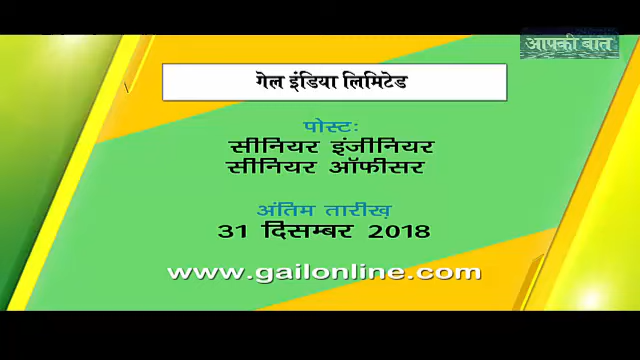 आपकी बात
गेल इंडिया लिमिटेड
पोस्टः
सीनियर इंजीनियर
सीनियर ऑफीसर
अंतिम तारीख़
31 दिसम्बर 2018
www.gailonline.com